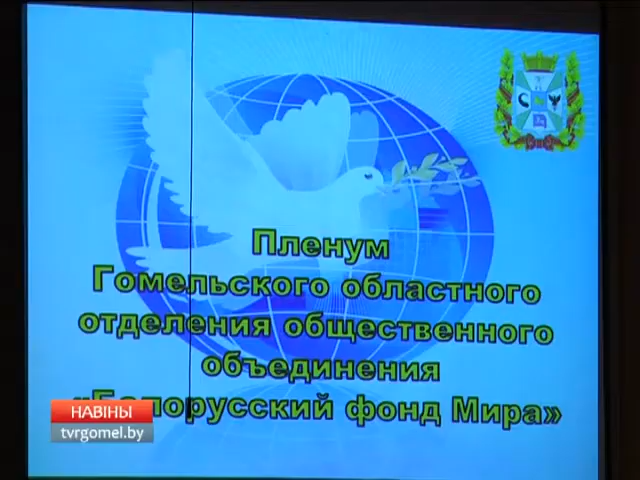 Пленум
Гомельского областного
отделения общественного
объединения
«Белорусский фонд Мира»
НАВІНЫ
tvrgomel.by